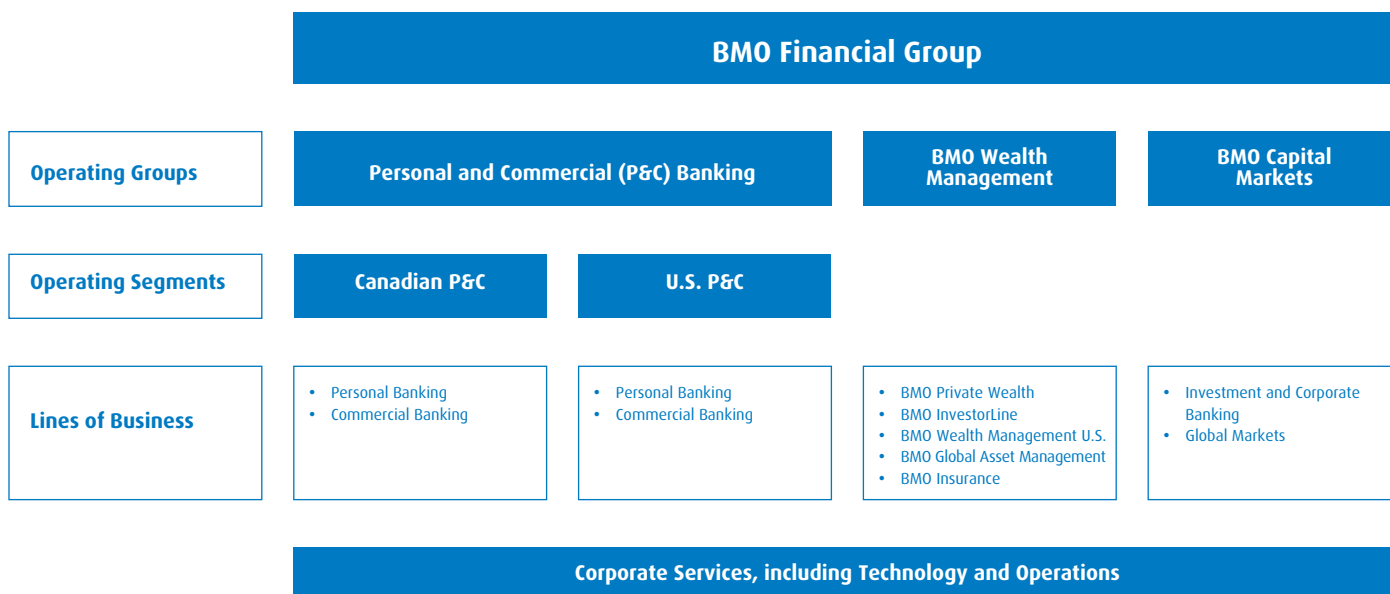 BMO Financial Group
Operating Groups
Personal and Commercial (P&C) Banking
BMO Wealth
Management
BMO Capital
Markets
Operating Segments
Canadian P&C
U.S. P&C
Lines of Business
• Personal Banking
• Commercial Banking
• Personal Banking
• Commercial Banking
• BMO Private Wealth
• BMO InvestorLine
• BMO Wealth Management U.S.
• BMO Global Asset Management
• BMO Insurance
• Investment and Corporate
Banking
• Global Markets
Corporate Services, including Technology and Operations